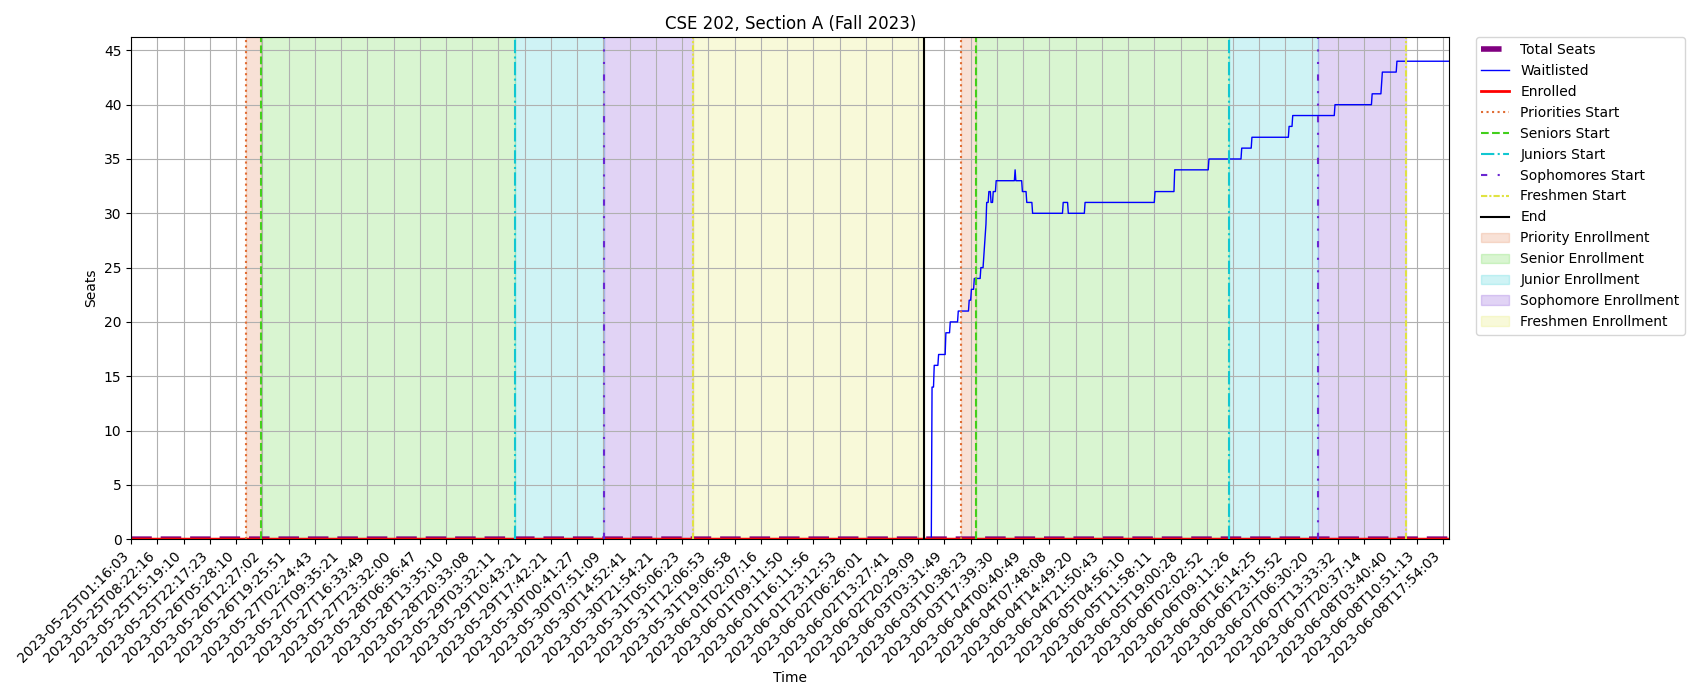 CSE 202, Section A (Fall 2023)
45
40
35
30
25
20
15
10
5
0
Seats
2023-05-25T01:16:03
2023-05-25T08:22:16
2023-05-25T15:19:10
2023-05-25T22:17:23
2023-05-26T05:28:10
2023-05-26T12:27:02
2023-05-26T19:25:51
2023-05-27T02:24:43
2023-05-27T09:35:21
2023-05-27T16:33:49
2023-05-27T23:32:00
2023-05-28T06:36:47
2023-05-28T13:35:10
2023-05-28T20:33:08
2023-05-29T03:32:11
2023-05-29T10:43:21
2023-05-29T17:42:21
2023-05-30T00:41:27
2023-05-30T07:51:09
2023-05-30T14:52:41
2023-05-30T21:54:21
2023-05-31T05:06:23
2023-05-31T12:06:53
2023-05-31T19:06:58
2023-06-01T02:07:16
2023-06-01T09:11:50
2023-06-01T16:11:56
2023-06-01T23:12:53
2023-06-02T06:26:01
2023-06-02T13:27:41
2023-06-02T20:29:09
2023-06-03T03:31:49
2023-06-03T10:38:23
2023-06-03T17:39:30
2023-06-04T00:40:49
2023-06-04T07:48:08
2023-06-04T14:49:20
2023-06-04T21:50:43
2023-06-05T04:56:10
2023-06-05T11:58:11
2023-06-05T19:00:28
2023-06-06T02:02:52
2023-06-06T09:11:26
2023-06-06T16:14:25
2023-06-06T23:15:52
2023-06-07T06:30:20
2023-06-07T13:33:32
2023-06-07T20:37:14
2023-06-08T03:40:40
2023-06-08T10:51:13
2023-06-08T17:54:03
Time
Total Seats
Waitlisted
Enrolled
Priorities Start
Seniors Start
Juniors Start
Sophomores Start
Freshmen Start
End
Priority Enrollment
Senior Enrollment
Junior Enrollment
Sophomore Enrollment
Freshmen Enrollment